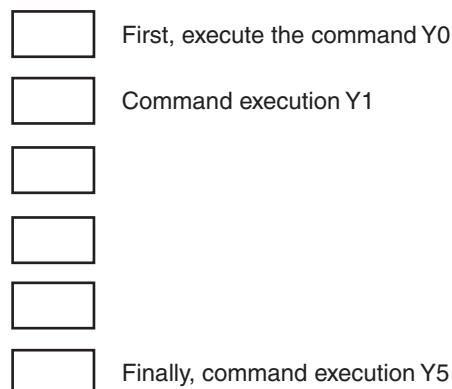 First, execute the command Y0
Command execution Y1
Finally, command execution Y5